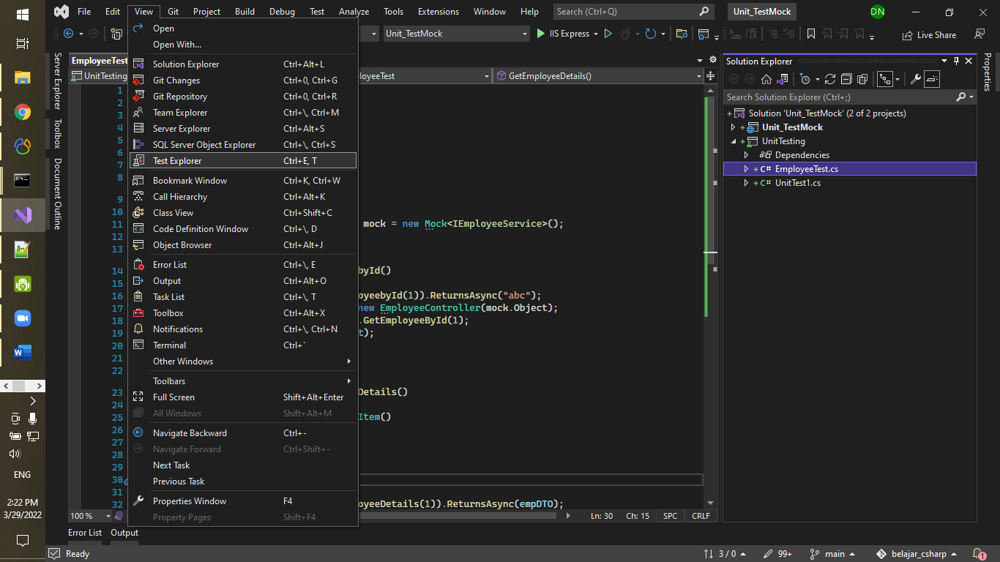 File Edit View Git Project Build Debug Test Analyze Tools Extensions Window Help Search (Ctrl+Q) Unit_TestMock DN
Unit_TestMock IIS Express Live Share
Server Explorer
Toolbox
Document Outline
EmployeeTest
UnitTesting
oyeeTest
GetEmployeeDetails()
Open
Open With...
Solution Explorer Ctrl+Alt+L
Git Changes Ctrl+0, Ctrl+G
Git Repository Ctrl+0, Ctrl+R
Team Explorer Ctrl+\, Ctrl+M
Server Explorer Ctrl+Alt+S
SQL Server Object Explorer Ctrl+\, Ctrl+S
Test Explorer Ctrl+E, T
Bookmark Window Ctrl+K, Ctrl+W
Call Hierarchy Ctrl+Alt+K
Class View Ctrl+Shift+C
Code Definition Window Ctrl+\, D
Object Browser Ctrl+Alt+J
Error List Ctrl+\, E
Output Ctrl+Alt+O
Task List Ctrl+\, T
Toolbox Ctrl+Alt+X
Notifications Ctrl+\, Ctrl+N
Terminal Ctrl+`
Other Windows
Toolbars
Full Screen Shift+Alt+Enter
All Windows Shift+Alt+M
Navigate Backward Ctrl+-
Navigate Forward Ctrl+Shift+-
Next Task
Previous Task
Properties Window F4
Property Pages Shift+F4
1
2
3
4
5
6
7
8
9
10
11 mock = new Mock<IEmployeeService>();
12
13
14 byId()
15
16 oyeebyId(1)).ReturnsAsync("abc");
17 new EmployeeController(mock.Object);
18 .GetEmployeeById(1);
19 t);
20
21
22
23 Details()
24
25 Item()
26
27
28
29
30
31
32 oyeeDetails(1)).ReturnsAsync(empDTO);
100 % Ln: 30 Ch: 15 SPC CRLF
Error List Output
Solution Explorer
Search Solution Explorer (Ctrl+;)
Solution 'Unit_TestMock' (2 of 2 projects)
Unit_TestMock
UnitTesting
Dependencies
C# EmployeeTest.cs
C# UnitTest1.cs
Properties
ENG
2:22 PM
3/29/2022
Ready 3 / 0 99+ main belajar_csharp 1